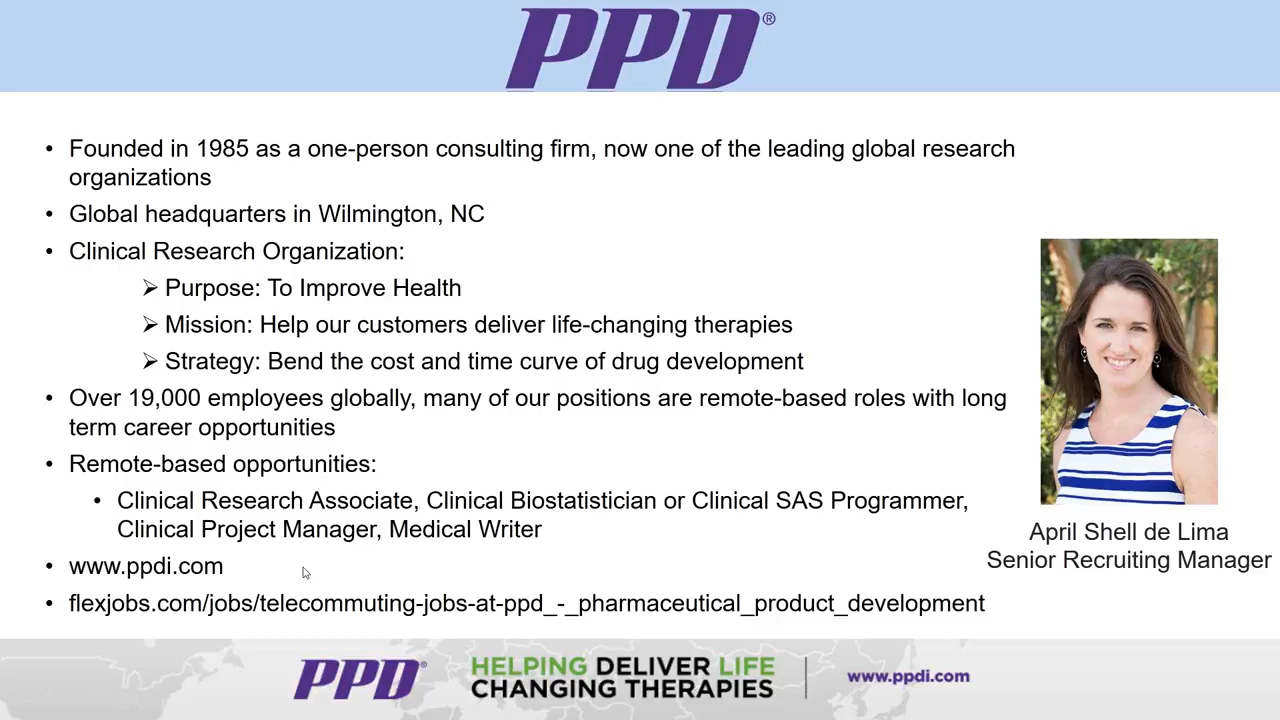 PPD®
• Founded in 1985 as a one-person consulting firm, now one of the leading global research
organizations
• Global headquarters in Wilmington, NC
• Clinical Research Organization:
➢ Purpose: To Improve Health
➢ Mission: Help our customers deliver life-changing therapies
➢ Strategy: Bend the cost and time curve of drug development
• Over 19,000 employees globally, many of our positions are remote-based roles with long
term career opportunities
• Remote-based opportunities:
• Clinical Research Associate, Clinical Biostatistician or Clinical SAS Programmer,
Clinical Project Manager, Medical Writer
• www.ppdi.com
• flexjobs.com/jobs/telecommuting-jobs-at-ppd_-_pharmaceutical_product_development
April Shell de Lima
Senior Recruiting Manager
PPD®
HELPING DELIVER LIFE
CHANGING THERAPIES
www.ppdi.com